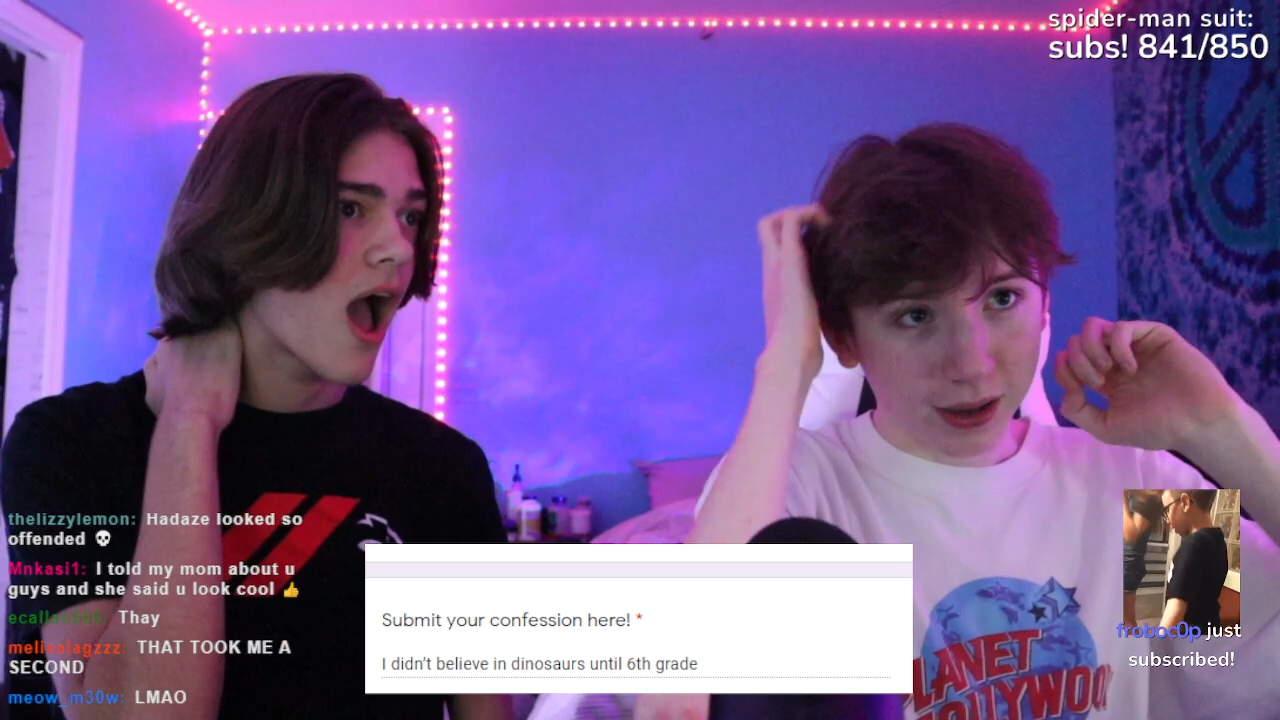 spider-man suit:
subs! 841/850
thelizzylemon: Hadaze looked so
offended 💀
Mnkasi1: I told my mom about u
guys and she said u look cool 👍
Thay
THAT TOOK ME A
SECOND
meow_m30w: LMAO
Submit your confession here! *
I didn't believe in dinosaurs until 6th grade
PLANET
HOLLYWOOD
froboc0p just
subscribed!